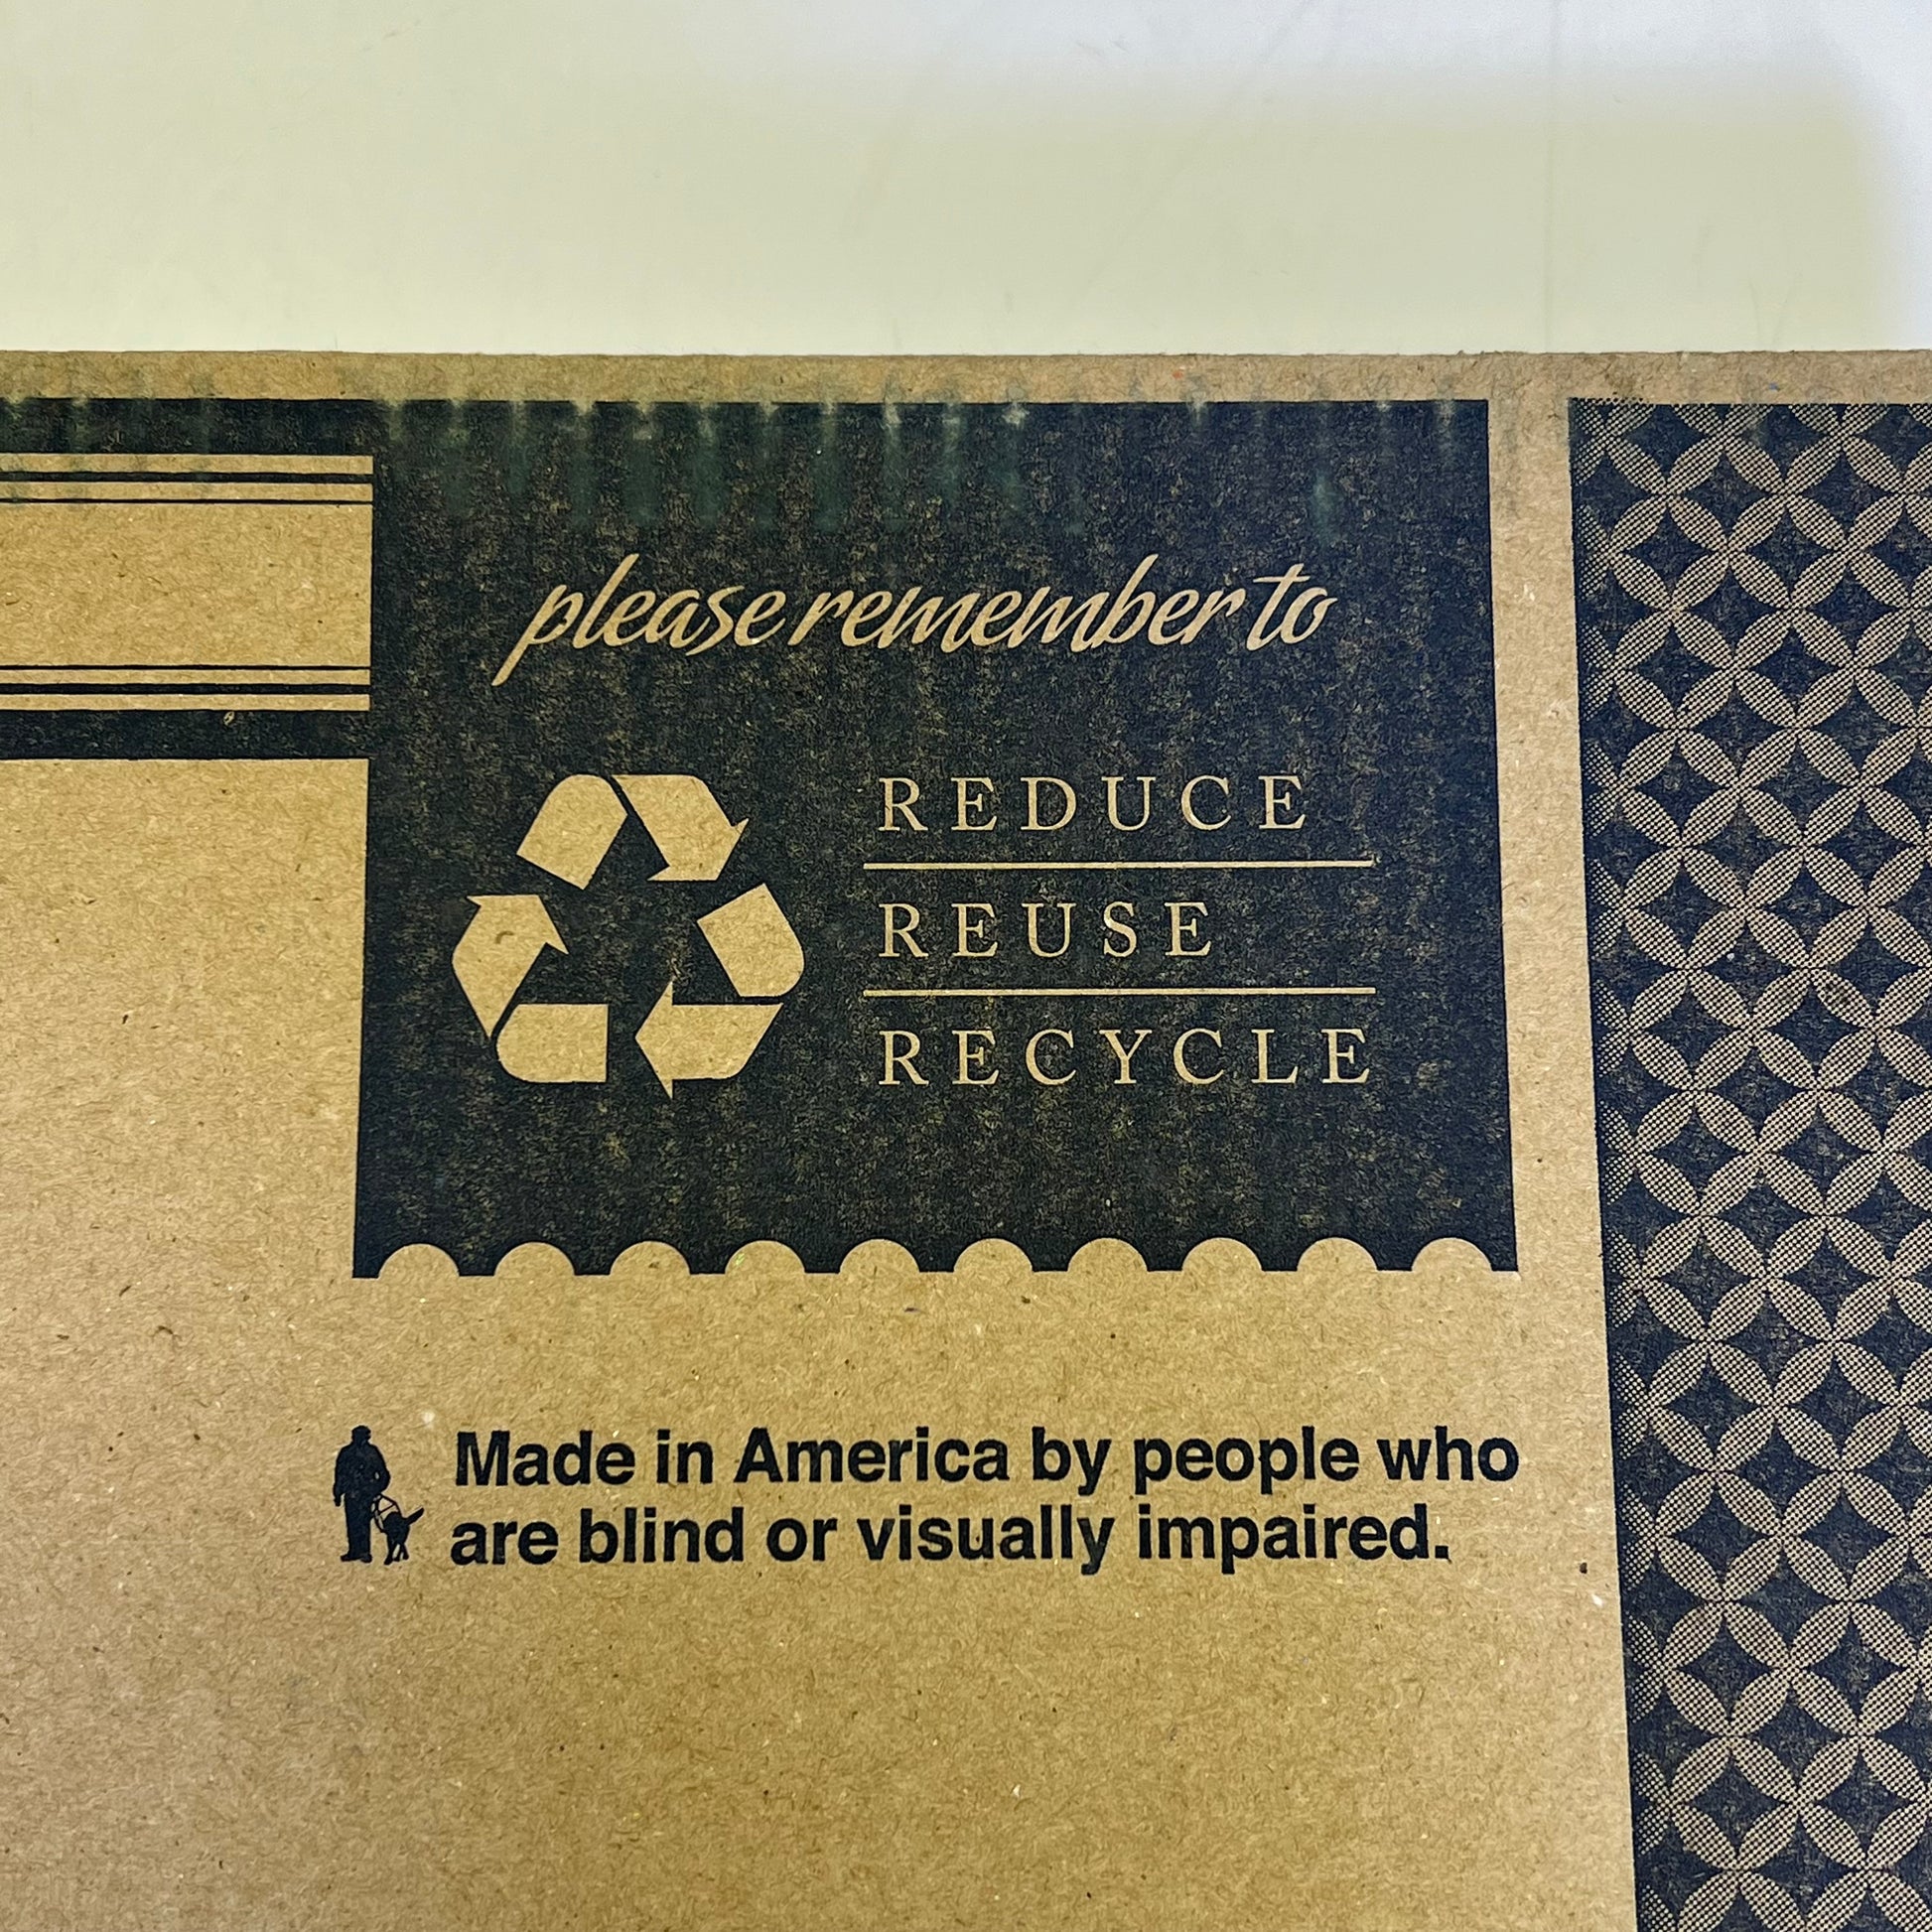 please remember to
REDUCE
REUSE
RECYCLE
Made in America by people who
are blind or visually impaired.